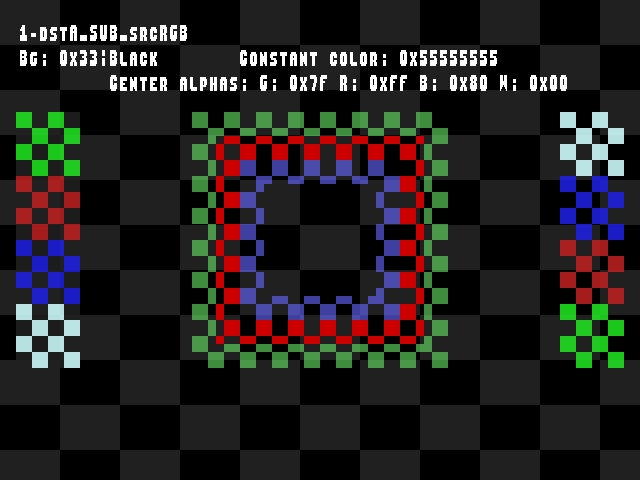 1-dstA_SUB_srcRGB
Bg: 0x33¦Black Constant color: 0x55555555
Center alphas: G: 0x7f R: 0xff B: 0x80 W: 0x00